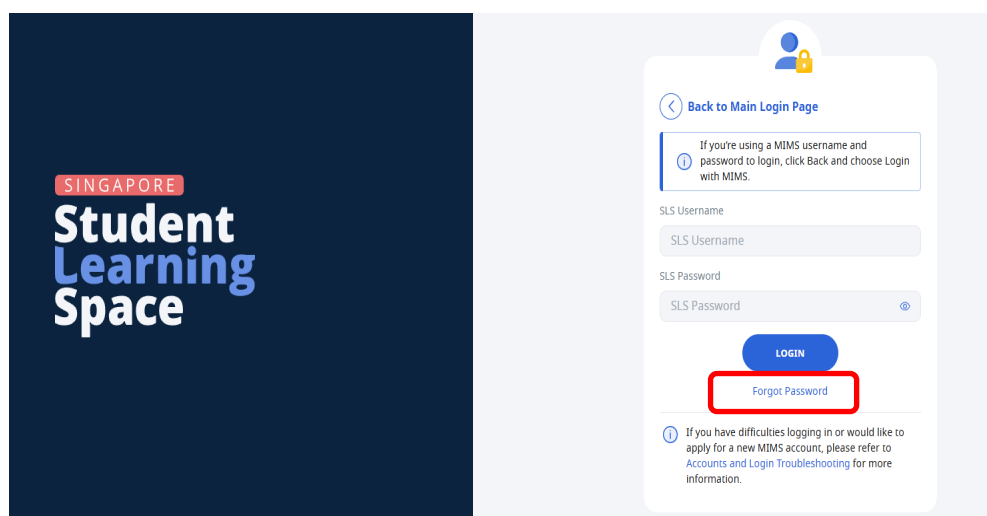 SINGAPORE
Student
Learning
Space
Back to Main Login Page
If you're using a MIMS username and
password to login, click Back and choose Login
with MIMS.
SLS Username
SLS Username
SLS Password
SLS Password
LOGIN
Forgot Password
If you have difficulties logging in or would like to
apply for a new MIMS account, please refer to
Accounts and Login Troubleshooting for more
information.